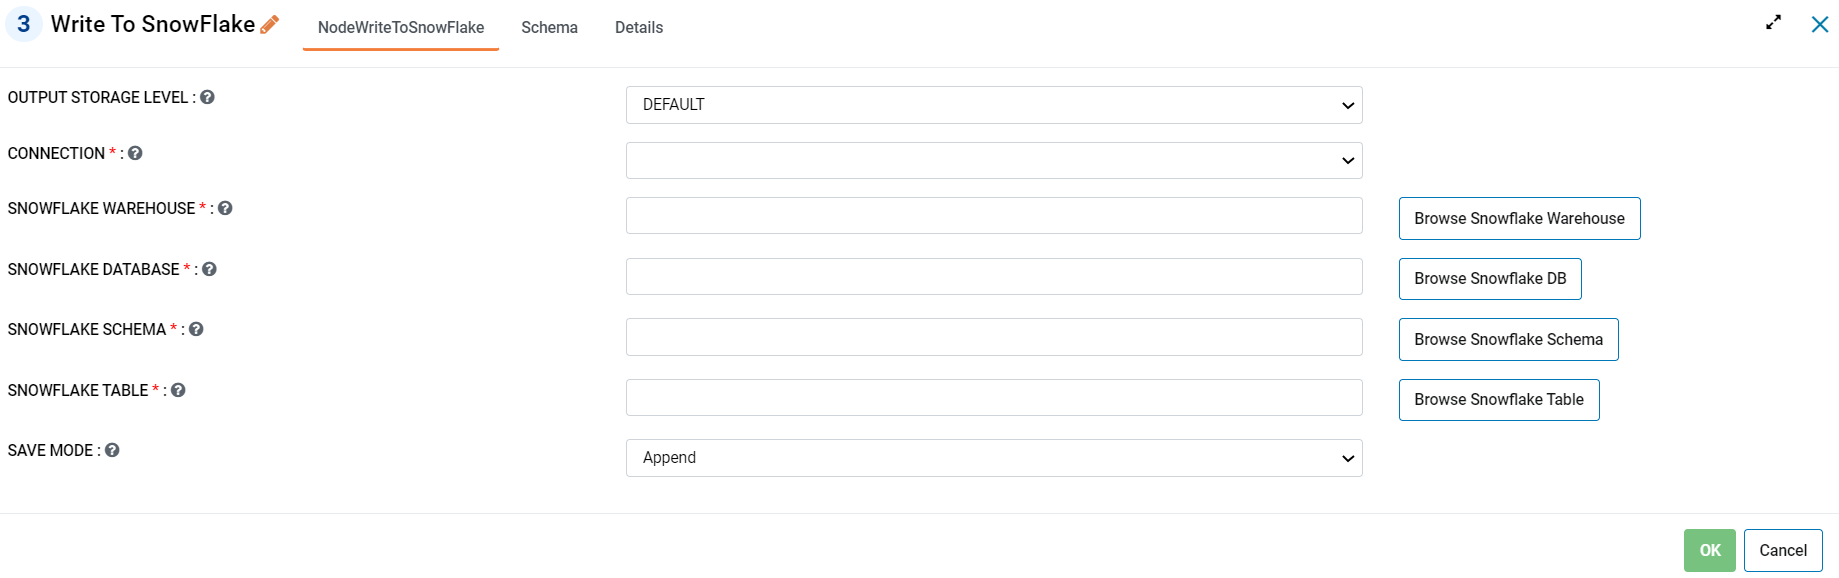 3 Write To SnowFlake NodeWriteToSnowFlake Schema Details
OUTPUT STORAGE LEVEL : DEFAULT
CONNECTION * :
SNOWFLAKE WAREHOUSE * : Browse Snowflake Warehouse
SNOWFLAKE DATABASE * : Browse Snowflake DB
SNOWFLAKE SCHEMA * : Browse Snowflake Schema
SNOWFLAKE TABLE * : Browse Snowflake Table
SAVE MODE : Append
OK Cancel